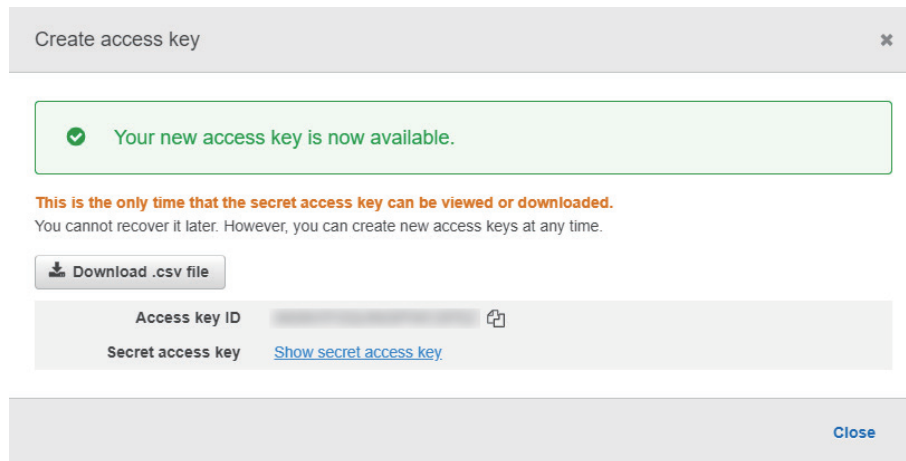 Create access key
Your new access key is now available.
This is the only time that the secret access key can be viewed or downloaded.
You cannot recover it later. However, you can create new access keys at any time.
Download .csv file
Access key ID
Secret access key Show secret access key
Close